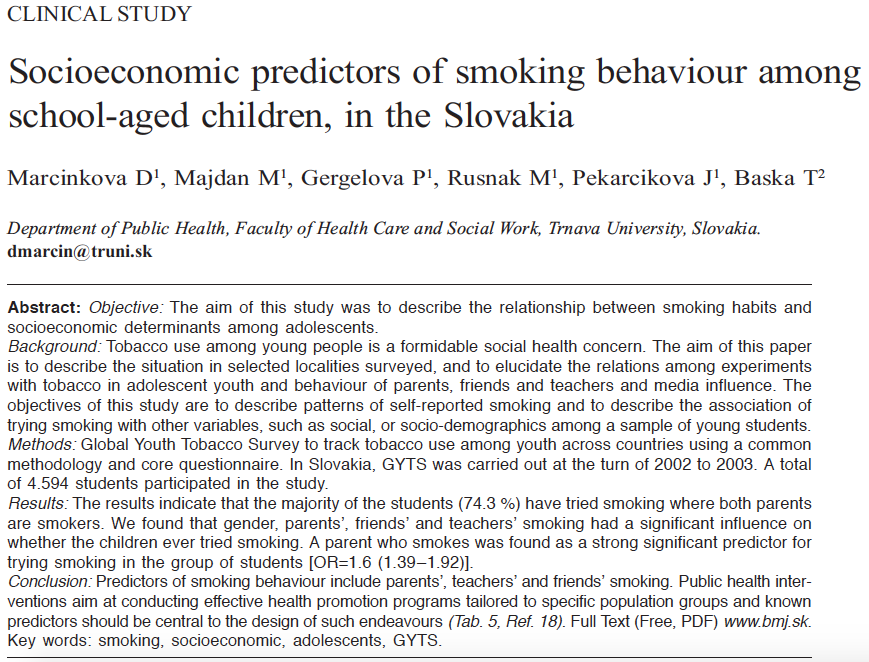 CLINICAL STUDY
Socioeconomic predictors of smoking behaviour among
school-aged children, in the Slovakia
Marcinkova D¹, Majdan M¹, Gergelova P¹, Rusnak M¹, Pekarcikova J¹, Baska T²
Department of Public Health, Faculty of Health Care and Social Work, Trnava University, Slovakia.
dmarcin@truni.sk
Abstract: Objective: The aim of this study was to describe the relationship between smoking habits and
socioeconomic determinants among adolescents.
Background: Tobacco use among young people is a formidable social health concern. The aim of this paper
is to describe the situation in selected localities surveyed, and to elucidate the relations among experiments
with tobacco in adolescent youth and behaviour of parents, friends and teachers and media influence. The
objectives of this study are to describe patterns of self-reported smoking and to describe the association of
trying smoking with other variables, such as social, or socio-demographics among a sample of young students.
Methods: Global Youth Tobacco Survey to track tobacco use among youth across countries using a common
methodology and core questionnaire. In Slovakia, GYTS was carried out at the turn of 2002 to 2003. A total
of 4.594 students participated in the study.
Results: The results indicate that the majority of the students (74.3 %) have tried smoking where both parents
are smokers. We found that gender, parents’, friends’ and teachers’ smoking had a significant influence on
whether the children ever tried smoking. A parent who smokes was found as a strong significant predictor for
trying smoking in the group of students [OR=1.6 (1.39–1.92)].
Conclusion: Predictors of smoking behaviour include parents’, teachers’ and friends’ smoking. Public health inter-
ventions aim at conducting effective health promotion programs tailored to specific population groups and known
predictors should be central to the design of such endeavours (Tab. 5, Ref. 18). Full Text (Free, PDF) www.bmj.sk.
Key words: smoking, socioeconomic, adolescents, GYTS.